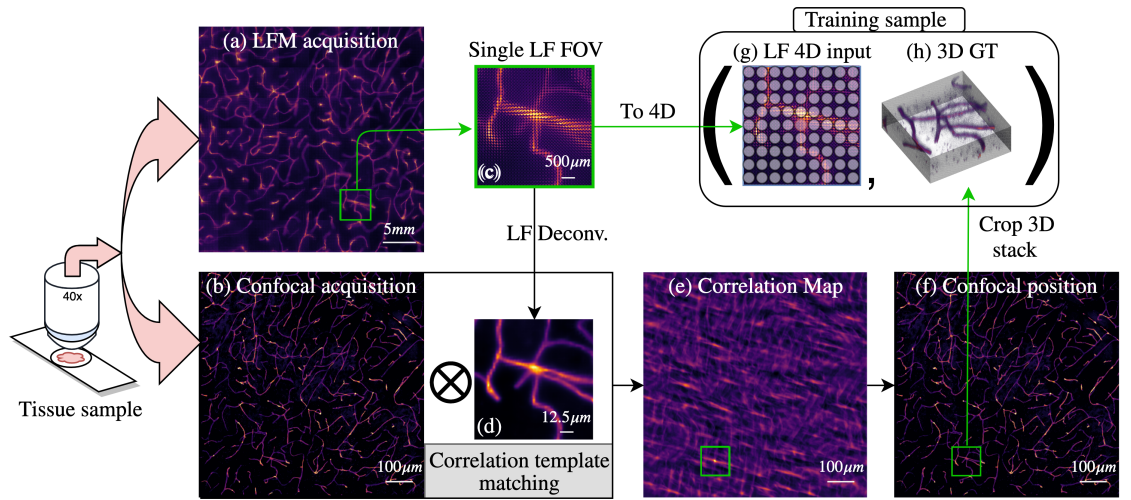 Training sample
(a) LFM acquisition
Single LF FOV
(g) LF 4D input
(h) 3D GT
To 4D
(
,
)
(c)
500μm
5mm
LF Deconv.
Crop 3D
stack
40x
Tissue sample
(b) Confocal acquisition
(e) Correlation Map
(f) Confocal position
(d)
12.5μm
100μm
Correlation template
matching
100μm
100μm